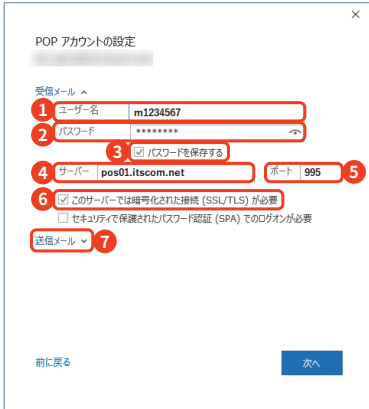 POP アカウントの設定
受信メール
1 ユーザー名 m1234567
2 パスワード ********
3 パスワードを保存する
4 サーバー pos01.itscom.net ポート 995 5
6 このサーバーでは暗号化された接続 (SSL/TLS) が必要
セキュリティで保護されたパスワード認証 (SPA) でのログオンが必要
送信メール 7
前に戻る 次へ